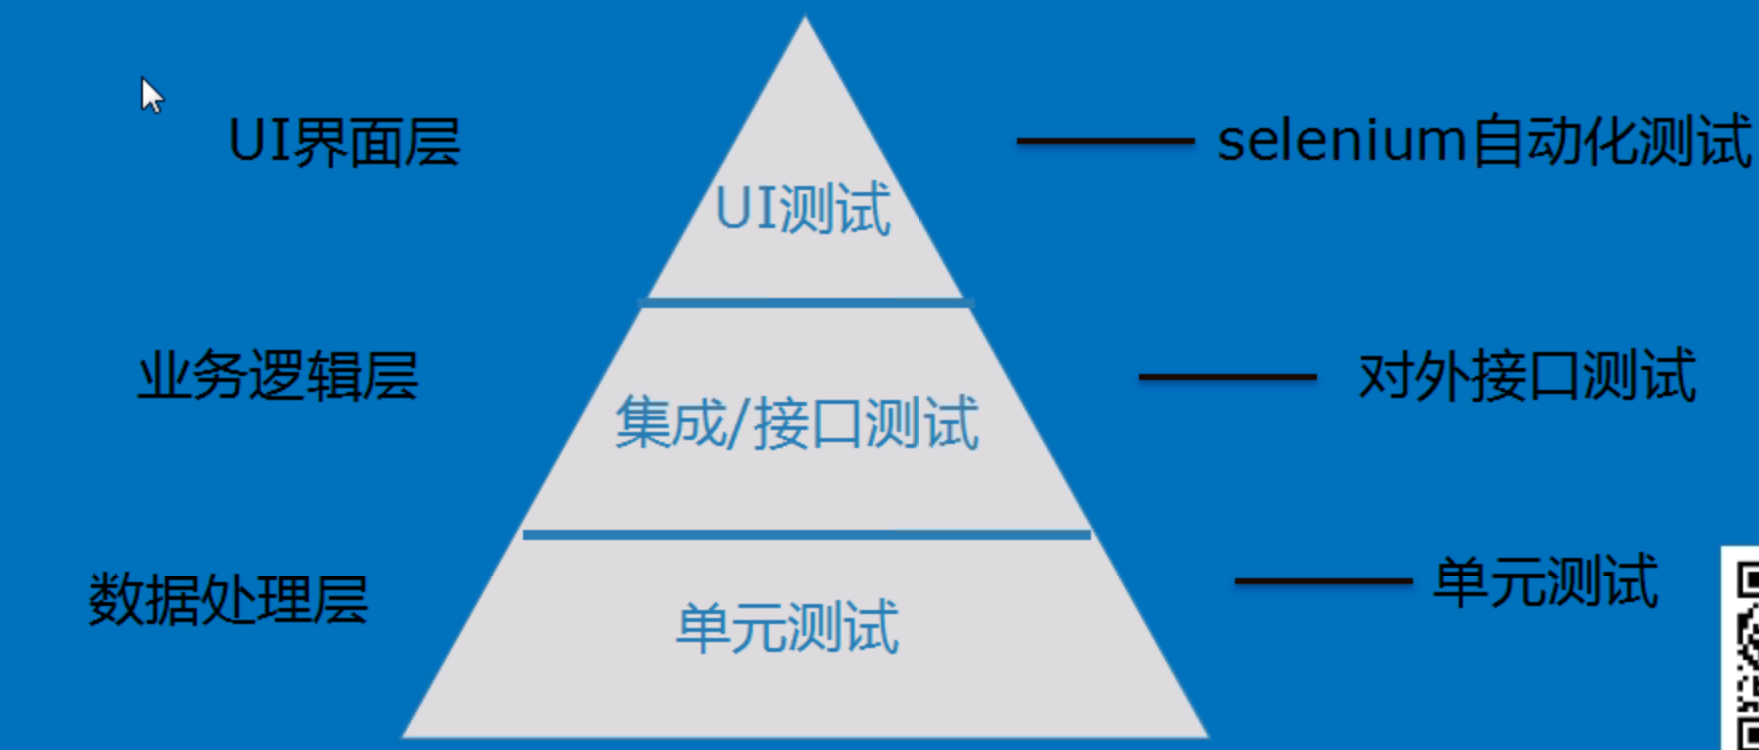 UI界面层
selenium自动化测试
UI测试
业务逻辑层
对外接口测试
集成/接口测试
数据处理层
单元测试
单元测试